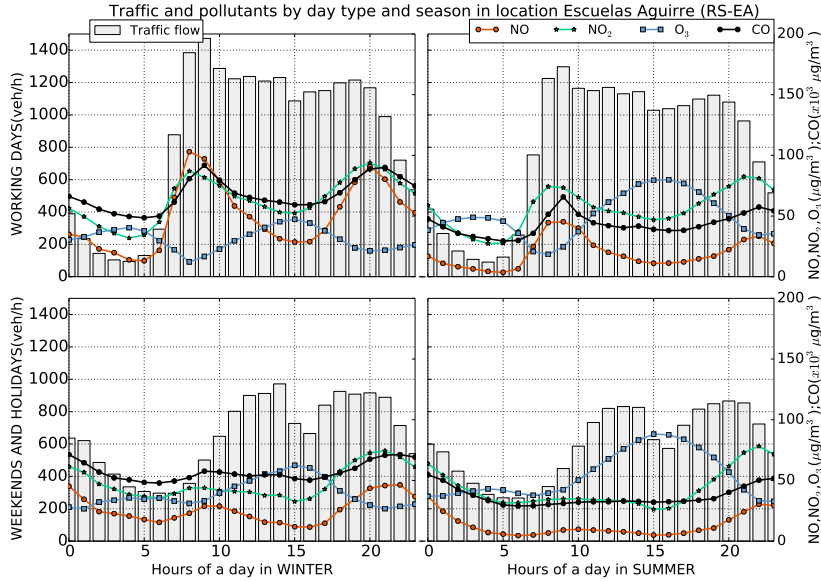 Traffic and pollutants by day type and season in location Escuelas Aguirre (RS-EA)
Traffic flow
NO NO₂ O₃ CO
WORKING DAYS(veh/h)
1400
1200
1000
800
600
400
200
0
200
150
100
50
0
NO,NO₂,,O₃(µg/m³);CO(x10³ µg/m³)
WEEKENDS AND HOLIDAYS(veh/h)
1400
1200
1000
800
600
400
200
0
200
150
100
50
0
NO,NO₂,,O₃(µg/m³);CO(x10³ µg/m³)
0 5 10 15 20
0 5 10 15 20
Hours of a day in WINTER
Hours of a day in SUMMER